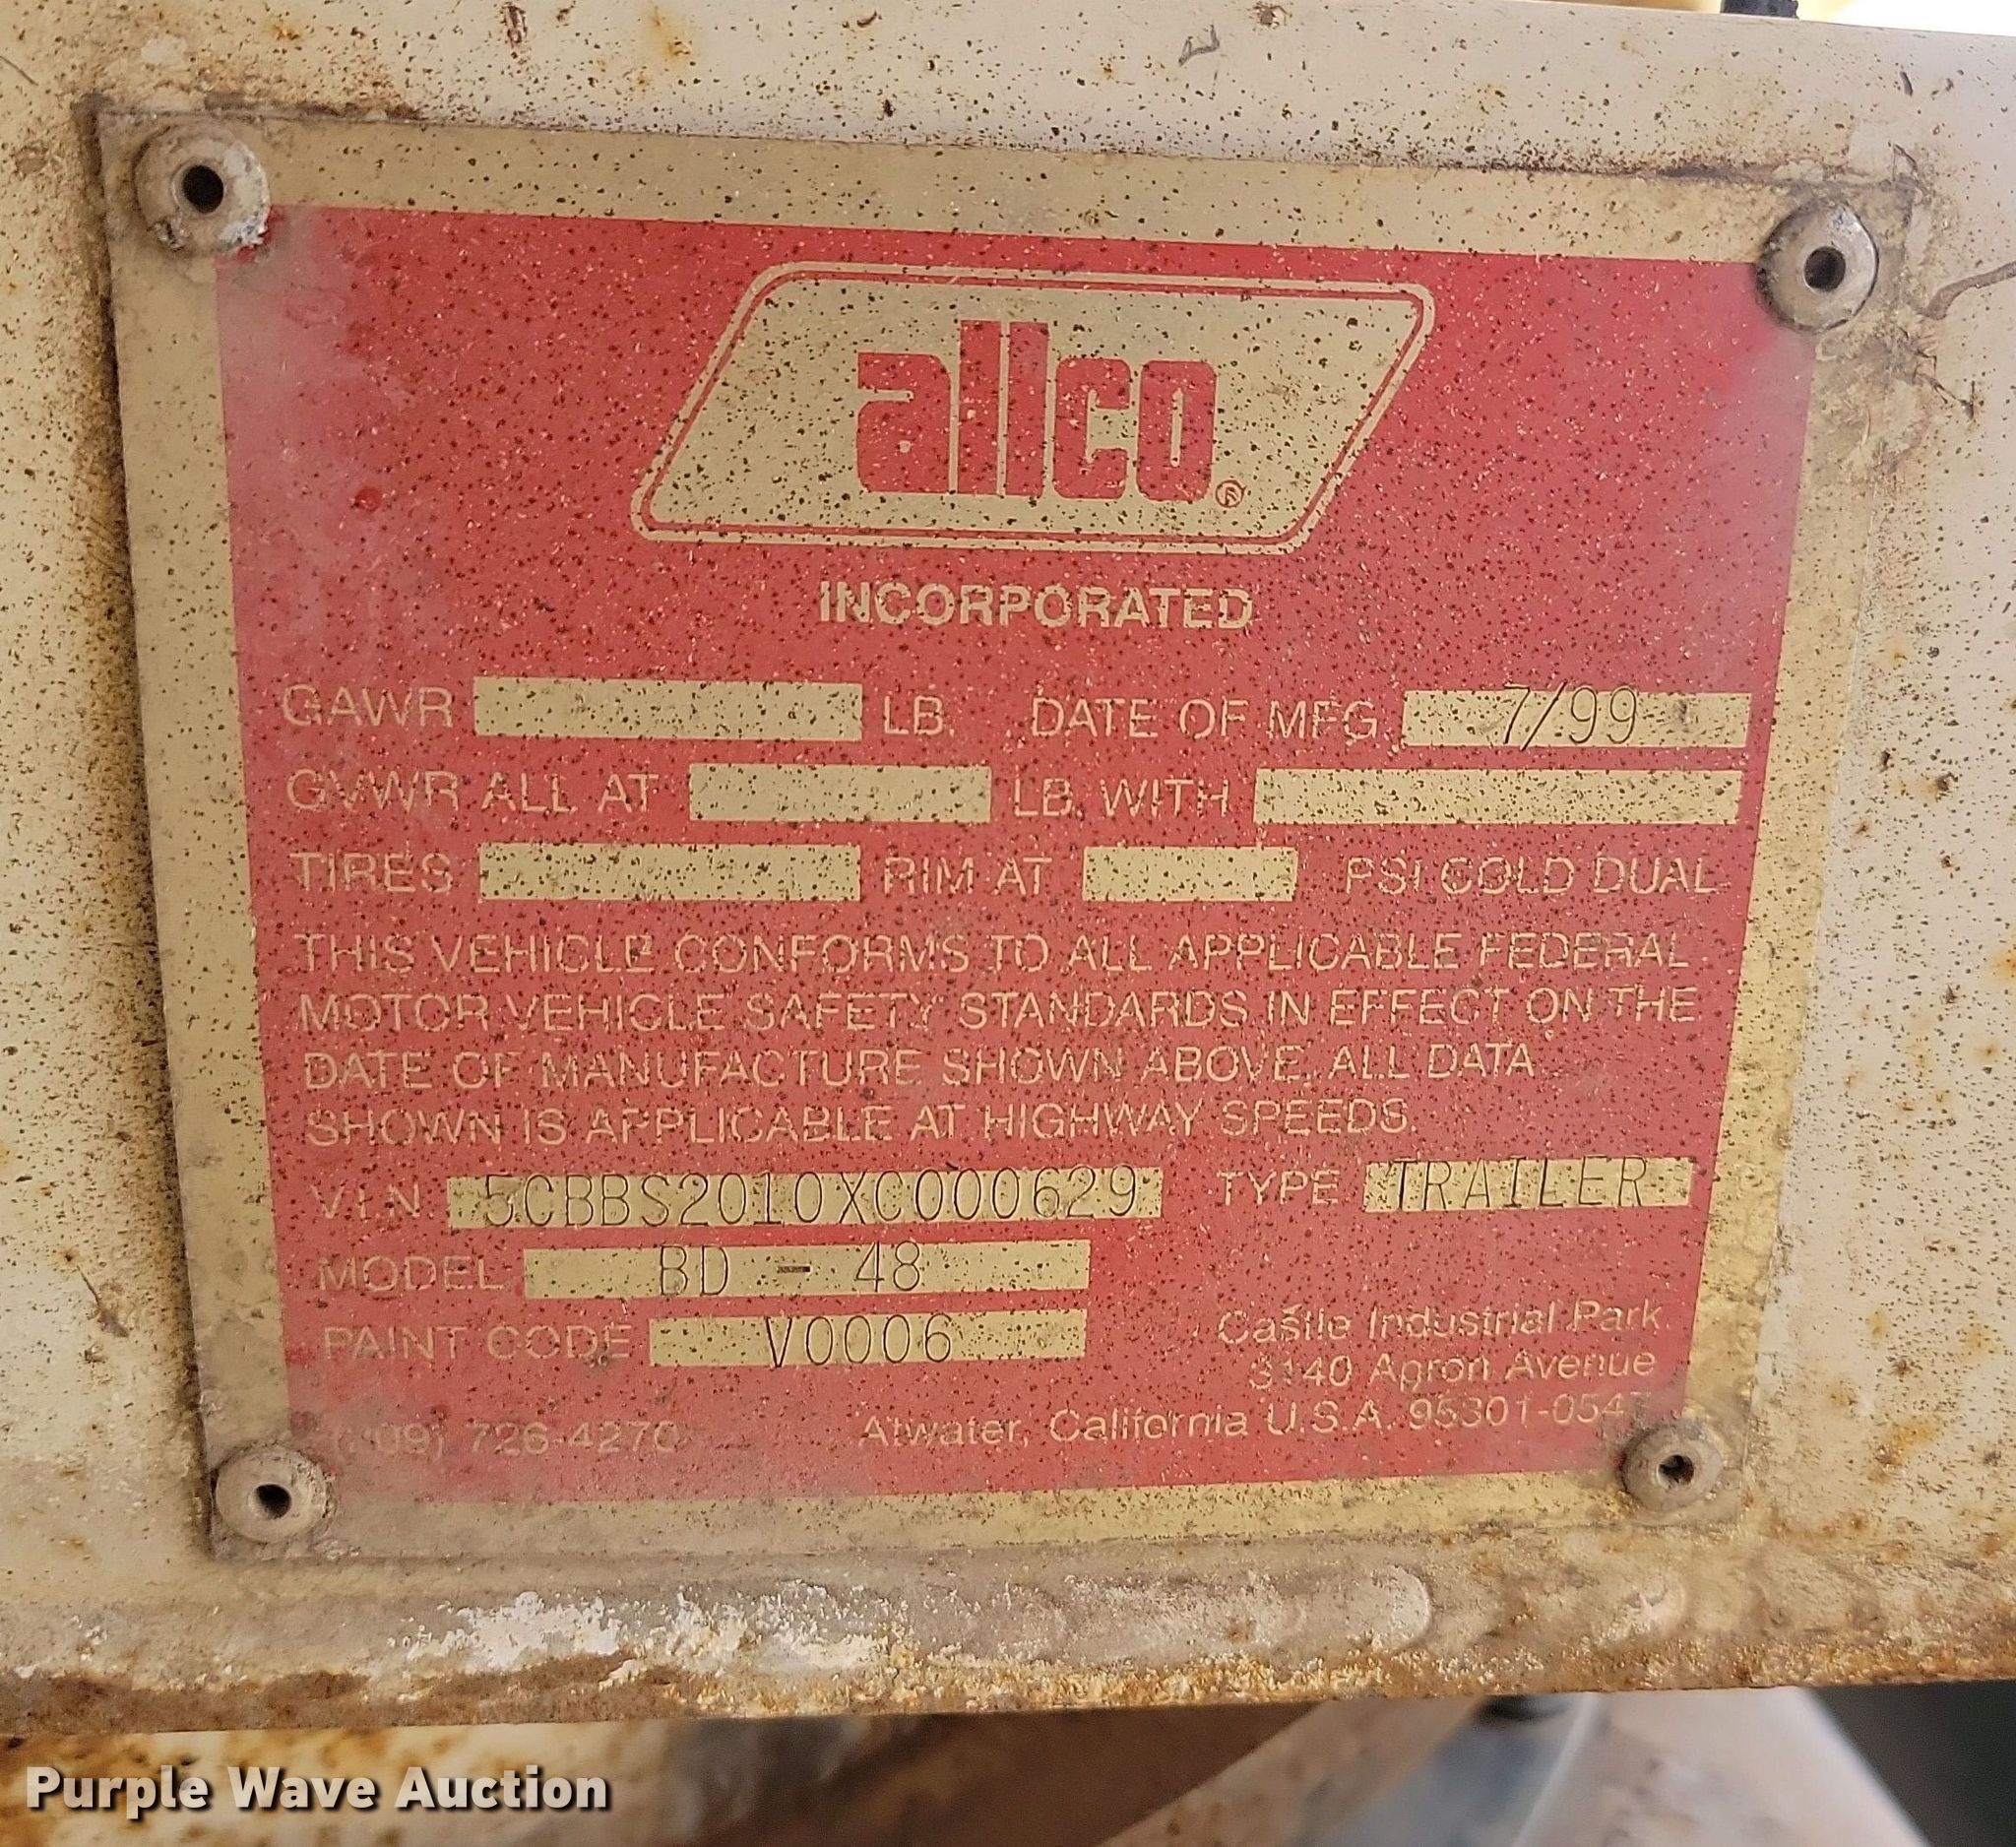 allco®
INCORPORATED
GAWR LB. DATE OF MFG. 7/99
GVWR ALL AT LB. WITH
TIRES RIM AT PSI COLD DUAL
THIS VEHICLE CONFORMS TO ALL APPLICABLE FEDERAL
MOTOR VEHICLE SAFETY STANDARDS IN EFFECT ON THE
DATE OF MANUFACTURE SHOWN ABOVE. ALL DATA
SHOWN IS APPLICABLE AT HIGHWAY SPEEDS.
V.I.N. 5CBBS2010XC000629 TYPE TRAILER
MODEL BD - 48
PAINT CODE V0006
Castle Industrial Park
3140 Agron Avenue
726-4270 Atwater, California U.S.A.
Purple Wave Auction